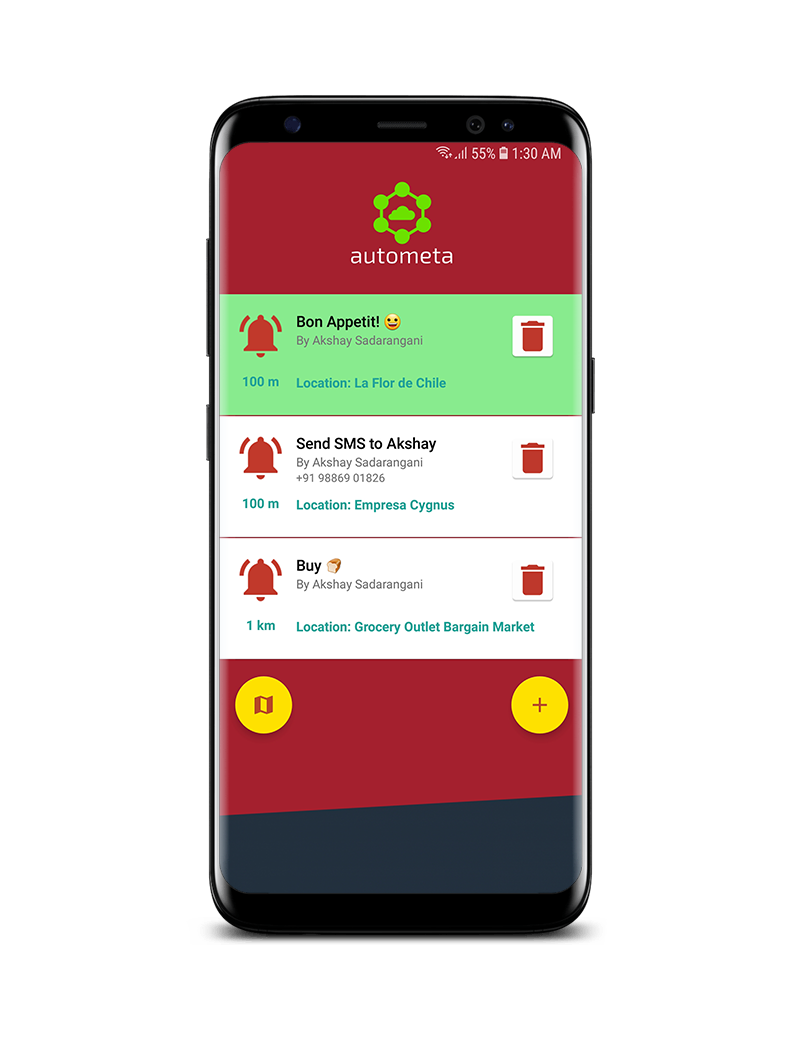 55% 1:30 AM
autometa
Bon Appetit! 😀
By Akshay Sadarangani
100 m
Location: La Flor de Chile
Send SMS to Akshay
By Akshay Sadarangani
+91 98869 01826
100 m
Location: Empresa Cygnus
Buy 🍞
By Akshay Sadarangani
1 km
Location: Grocery Outlet Bargain Market